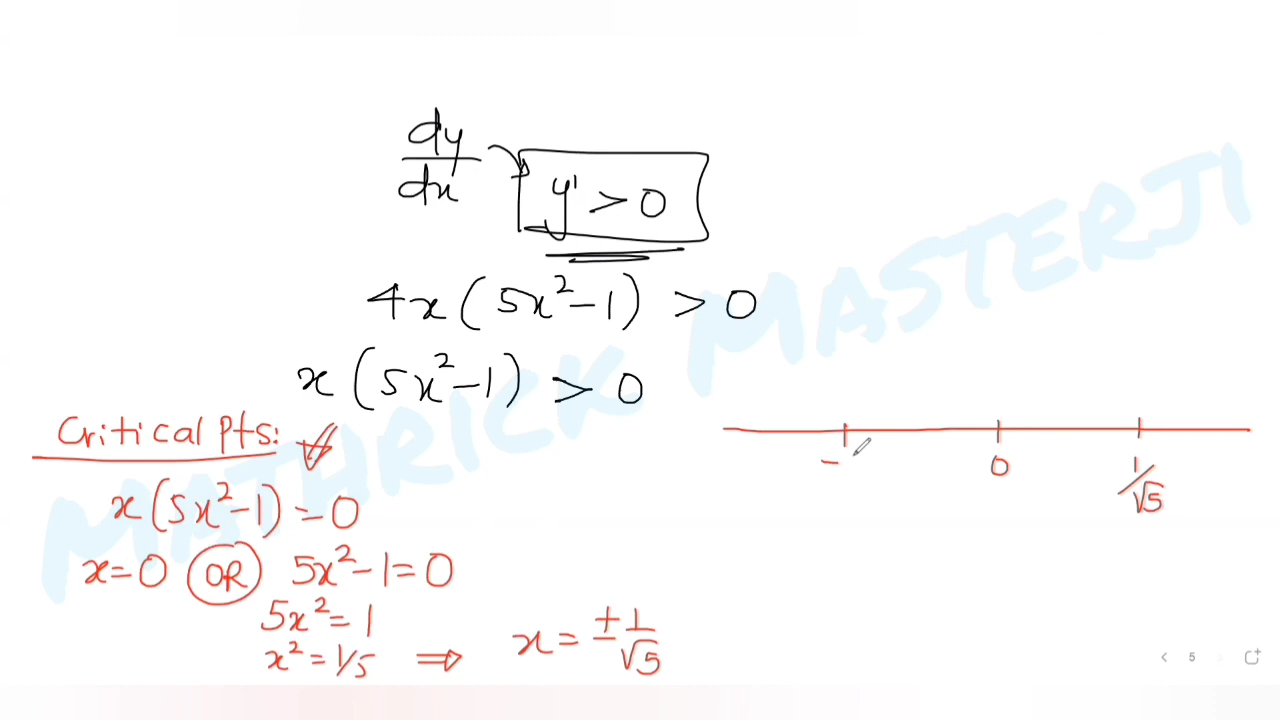 dy/dx
y' > 0
4x(5x²-1) > 0
x(5x²-1) > 0
Critical Pts:
x(5x²-1) = 0
x=0 OR 5x²-1=0
5x²=1
x²=1/5 ⇒ x=±1/√5
- 0 1/√5
MATHRICK MASTERJI
< 5